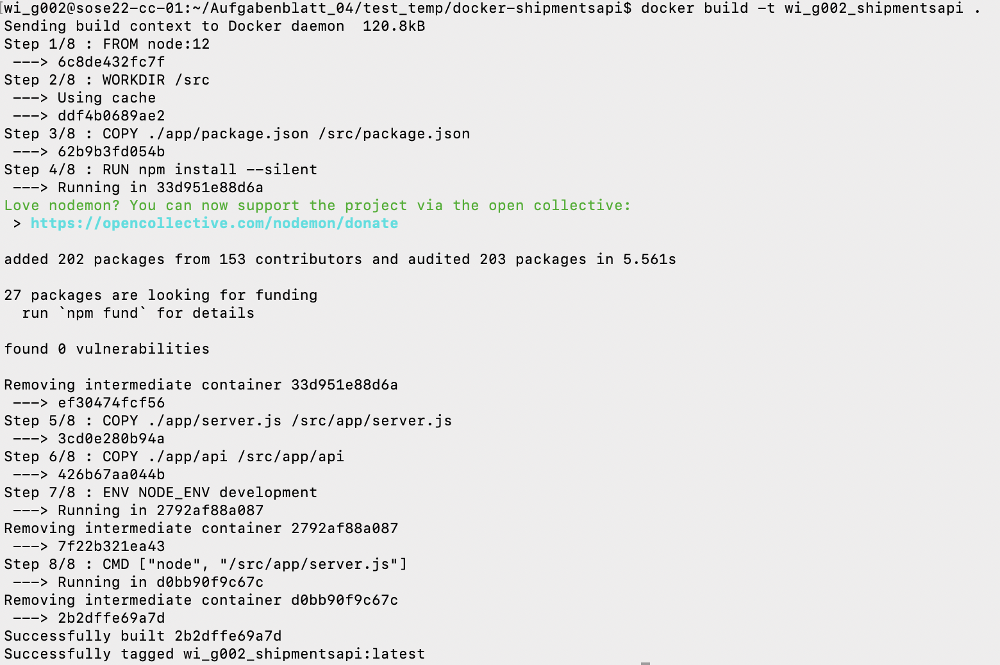 wi_g002@sose22-cc-01:~/Aufgabenblatt_04/test_temp/docker-shipmentsapi$ docker build -t wi_g002_shipmentsapi .
Sending build context to Docker daemon  120.8kB
Step 1/8 : FROM node:12
 ---> 6c8de432fc7f
Step 2/8 : WORKDIR /src
 ---> Using cache
 ---> ddf4b0689ae2
Step 3/8 : COPY ./app/package.json /src/package.json
 ---> 62b9b3fd054b
Step 4/8 : RUN npm install --silent
 ---> Running in 33d951e88d6a
Love nodemon? You can now support the project via the open collective:
 > https://opencollective.com/nodemon/donate
added 202 packages from 153 contributors and audited 203 packages in 5.561s
27 packages are looking for funding
  run `npm fund` for details
found 0 vulnerabilities
Removing intermediate container 33d951e88d6a
 ---> ef30474fcf56
Step 5/8 : COPY ./app/server.js /src/app/server.js
 ---> 3cd0e280b94a
Step 6/8 : COPY ./app/api /src/app/api
 ---> 426b67aa044b
Step 7/8 : ENV NODE_ENV development
 ---> Running in 2792af88a087
Removing intermediate container 2792af88a087
 ---> 7f22b321ea43
Step 8/8 : CMD ["node", "/src/app/server.js"]
 ---> Running in d0bb90f9c67c
Removing intermediate container d0bb90f9c67c
 ---> 2b2dffe69a7d
Successfully built 2b2dffe69a7d
Successfully tagged wi_g002_shipmentsapi:latest